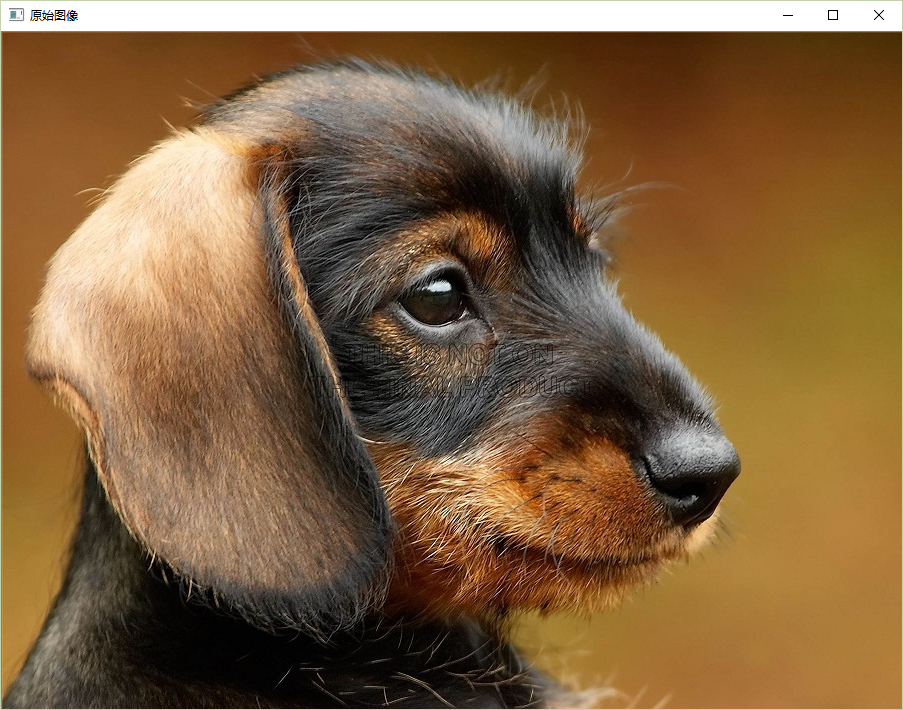 原始图像
THIS IS NOT ON
THE FINAL PRODUCT